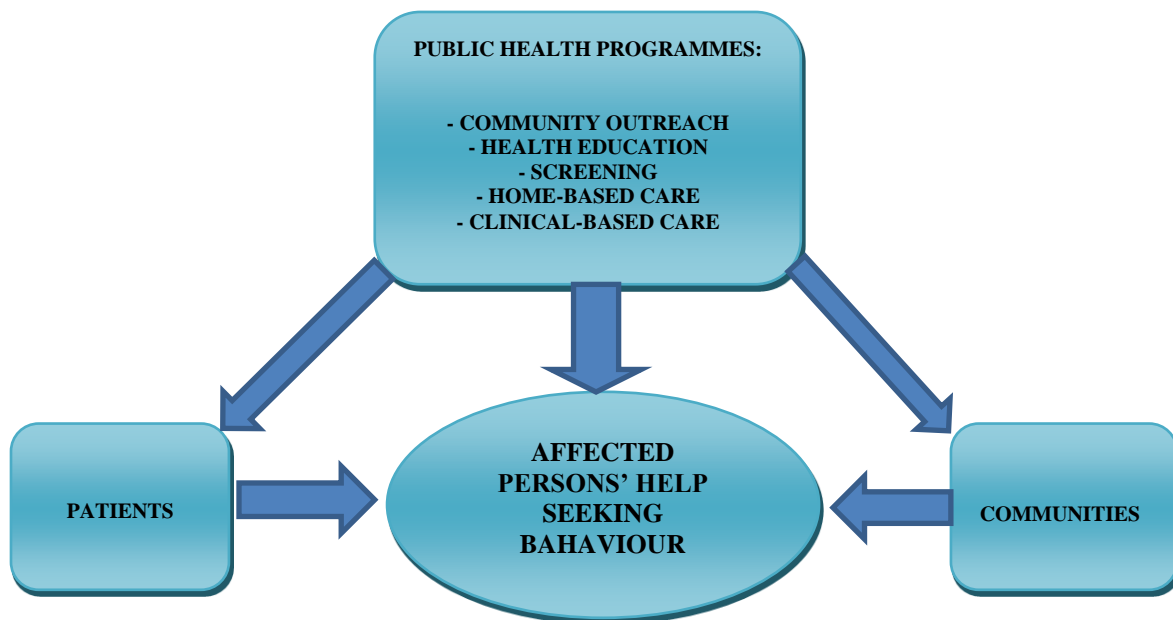 PUBLIC HEALTH PROGRAMMES:
- COMMUNITY OUTREACH
- HEALTH EDUCATION
- SCREENING
- HOME-BASED CARE
- CLINICAL-BASED CARE
PATIENTS
AFFECTED
PERSONS’ HELP
SEEKING
BAHAVIOUR
COMMUNITIES